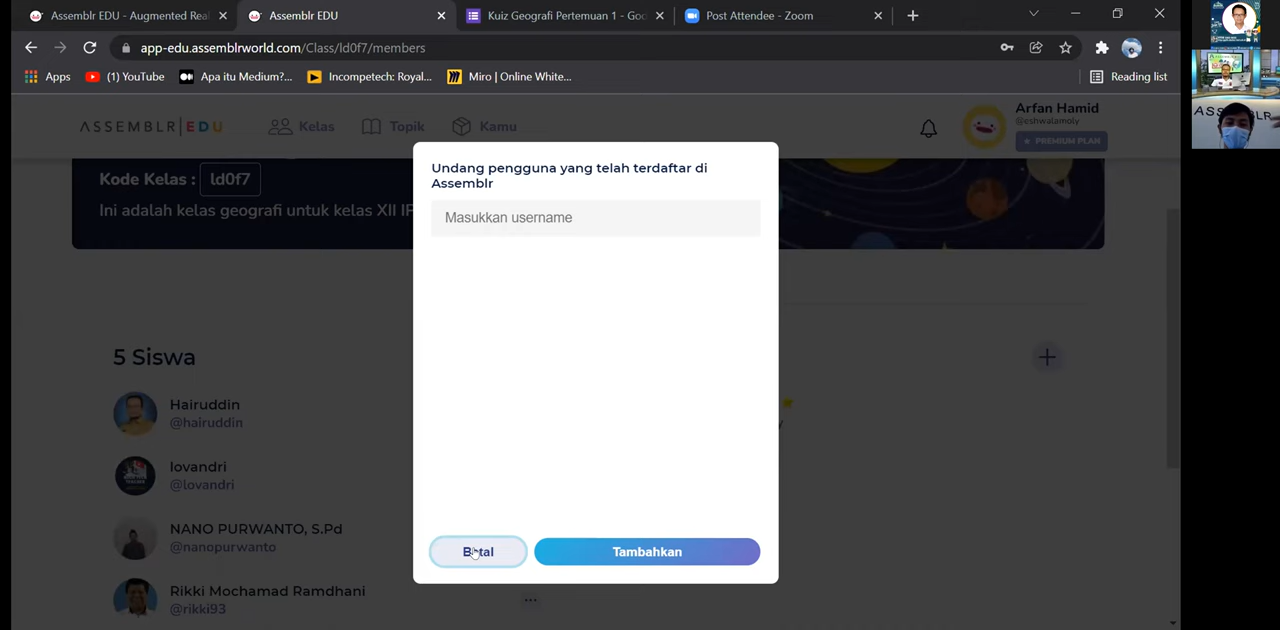 Assemblr EDU - Augmented Real
Assemblr EDU
Kuiz Geografi Pertemuan 1 - Goo
Post Attendee - Zoom
app-edu.assemblrworld.com/Class/ld0f7/members
Apps
(1) YouTube
Apa itu Medium?...
Incompetech: Royal...
Miro | Online White...
Reading list
ASSEMBLR EDU
Kelas
Topik
Kamu
Arfan Hamid
@eshwalamoly
PREMIUM PLAN
Kode Kelas :
ld0f7
Ini adalah kelas geografi untuk kelas XII IP
Undang pengguna yang telah terdaftar di
Assemblr
Masukkan username
Batal
Tambahkan
5 Siswa
Hairuddin
@hairuddin
lovandri
@lovandri
NANO PURWANTO, S.Pd
@nanopurwanto
Rikki Mochamad Ramdhani
@rikki93